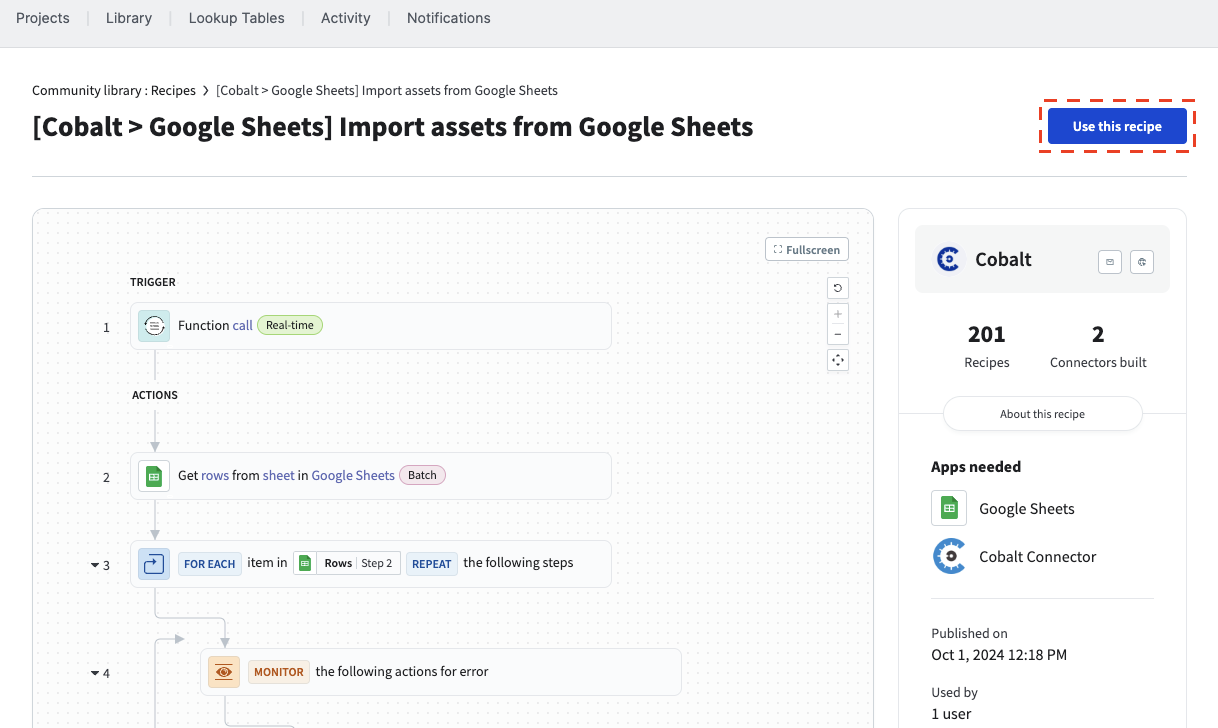 Projects Library Lookup Tables Activity Notifications
Community library : Recipes > [Cobalt > Google Sheets] Import assets from Google Sheets
[Cobalt > Google Sheets] Import assets from Google Sheets
Use this recipe
Fullscreen
TRIGGER
1 Function call Real-time
ACTIONS
2 Get rows from sheet in Google Sheets Batch
3 FOR EACH item in Rows Step 2 REPEAT the following steps
4 MONITOR the following actions for error
Cobalt
201 2
Recipes Connectors built
About this recipe
Apps needed
Google Sheets
Cobalt Connector
Published on
Oct 1, 2024 12:18 PM
Used by
1 user